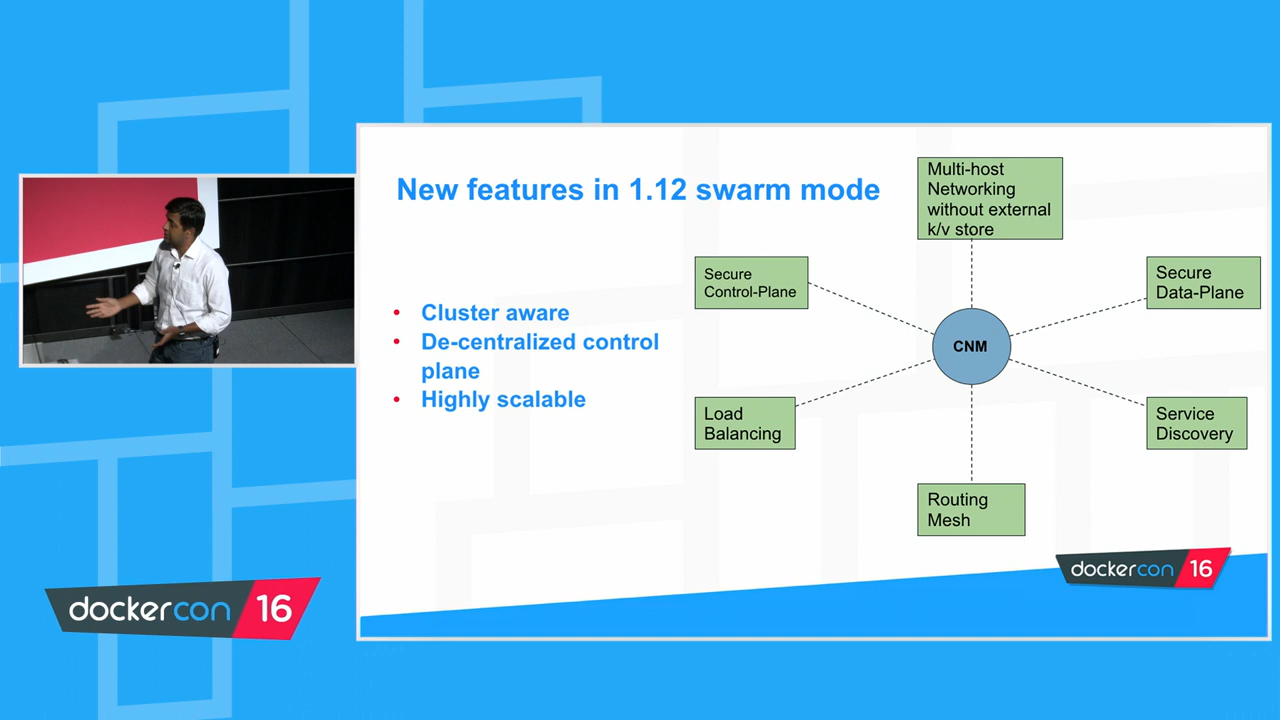 New features in 1.12 swarm mode
• Cluster aware
• De-centralized control
plane
• Highly scalable
Multi-host
Networking
without external
k/v store
Secure
Control-Plane
Secure
Data-Plane
CNM
Load
Balancing
Service
Discovery
Routing
Mesh
dockercon 16
dockercon 16